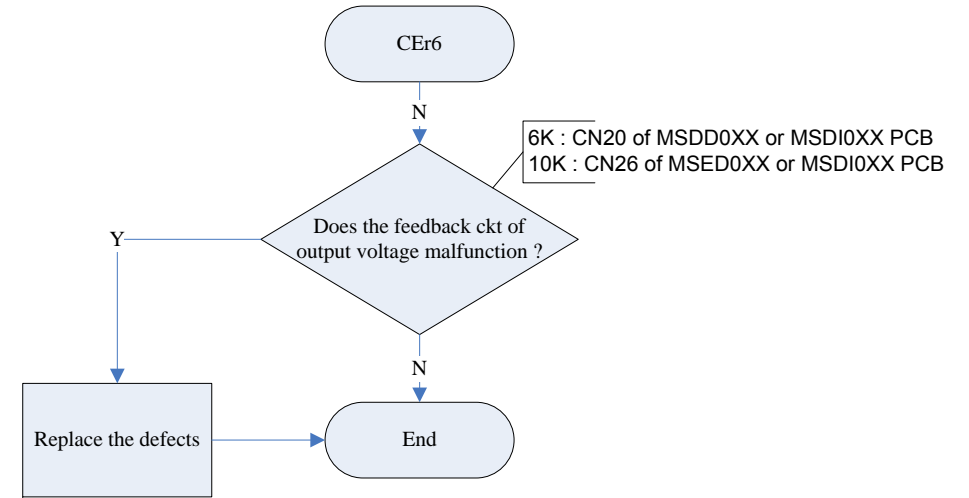 CEr6
N
6K : CN20 of MSDD0XX or MSDI0XX PCB
10K : CN26 of MSED0XX or MSDI0XX PCB
Does the feedback ckt of
output voltage malfunction ?
Y
N
Replace the defects
End